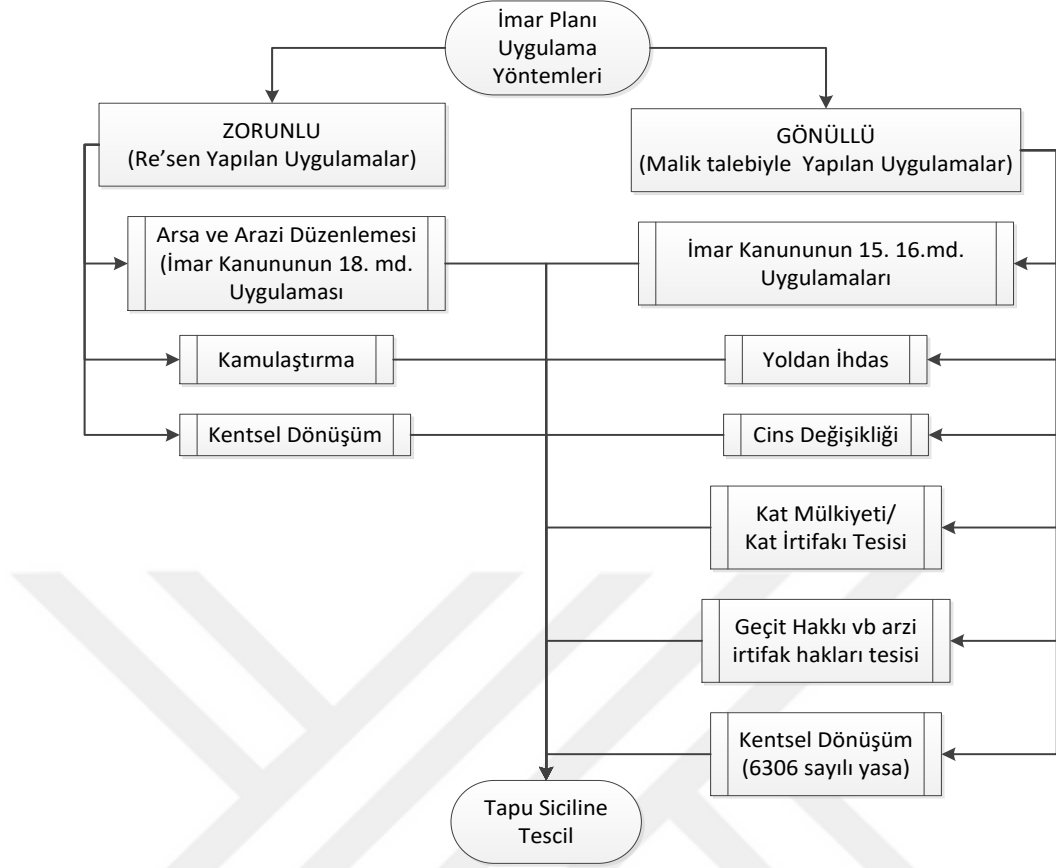 İmar Planı
Uygulama
Yöntemleri
ZORUNLU
(Re’sen Yapılan Uygulamalar)
GÖNÜLLÜ
(Malik talebiyle  Yapılan Uygulamalar)
Arsa ve Arazi Düzenlemesi
(İmar Kanununun 18. md.
Uygulaması
İmar Kanununun 15. 16.md.
Uygulamaları
Kamulaştırma
Yoldan İhdas
Kentsel Dönüşüm
Cins Değişikliği
Kat Mülkiyeti/
Kat İrtifakı Tesisi
Geçit Hakkı vb arzi
irtifak hakları tesisi
Kentsel Dönüşüm
(6306 sayılı yasa)
Tapu Siciline
Tescil